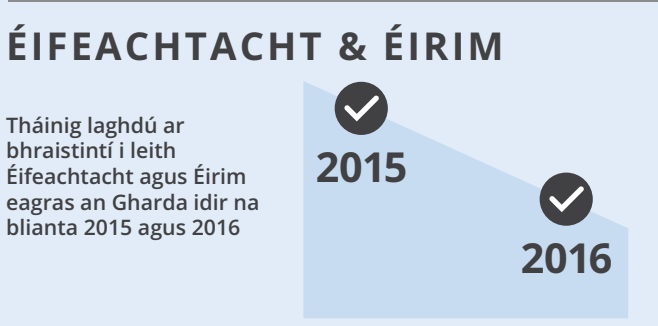 ÉIFEACHTACHT & ÉIRIM
Tháinig laghdú ar
bhraistintí i leith
Éifeachtacht agus Éirim
eagras an Gharda idir na
blianta 2015 agus 2016
2015
2016